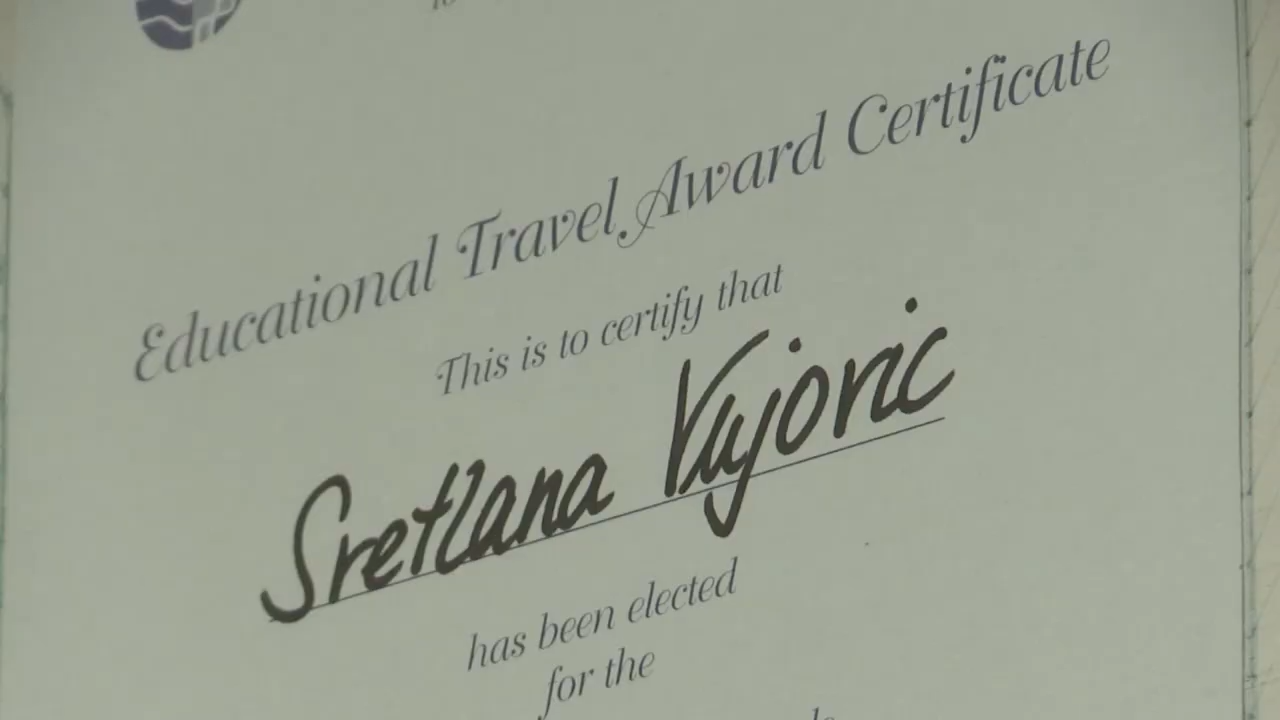 Educational Travel Award Certificate
This is to certify that
Svetlana Vujovic
has been elected
for the